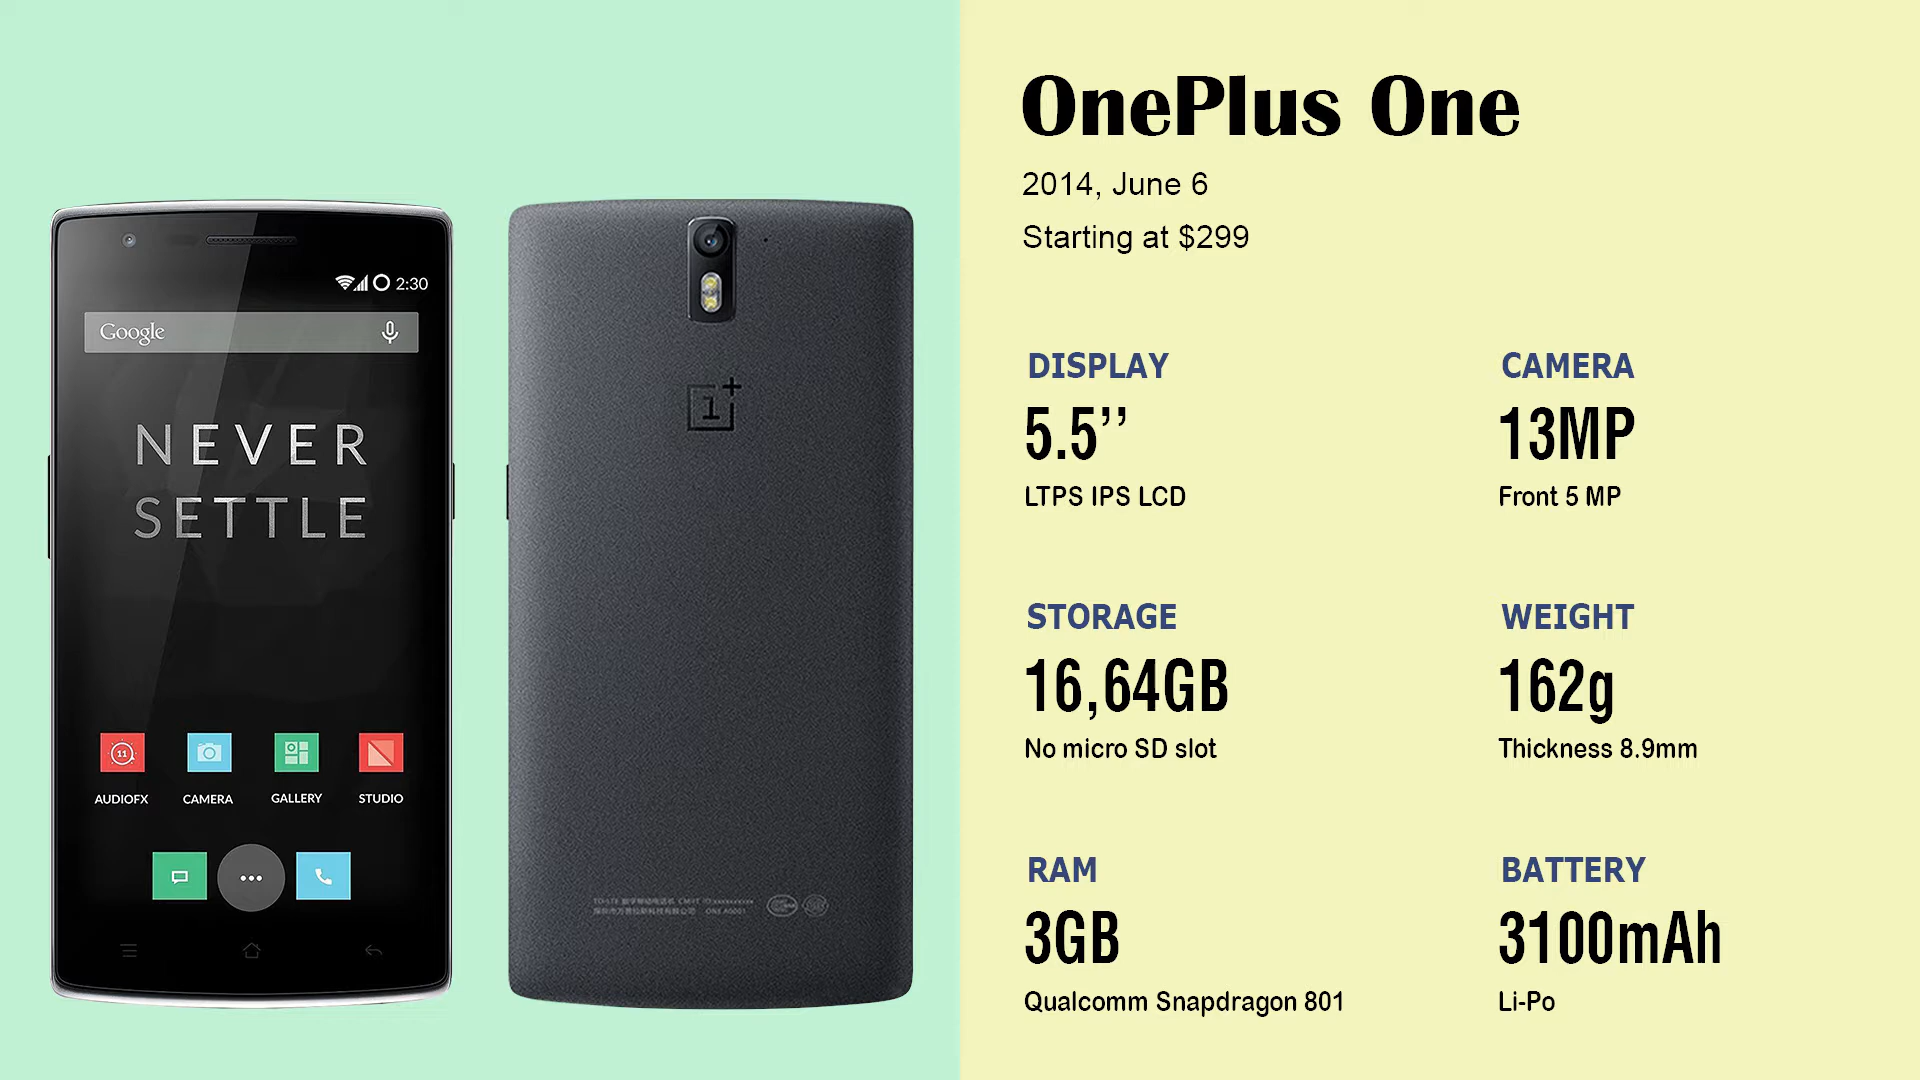 2:30
Google
NEVER
SETTLE
AUDIOFX CAMERA GALLERY STUDIO
1+
OnePlus One
2014, June 6
Starting at $299
DISPLAY
5.5’’
LTPS IPS LCD
CAMERA
13MP
Front 5 MP
STORAGE
16,64GB
No micro SD slot
WEIGHT
162g
Thickness 8.9mm
RAM
3GB
Qualcomm Snapdragon 801
BATTERY
3100mAh
Li-Po